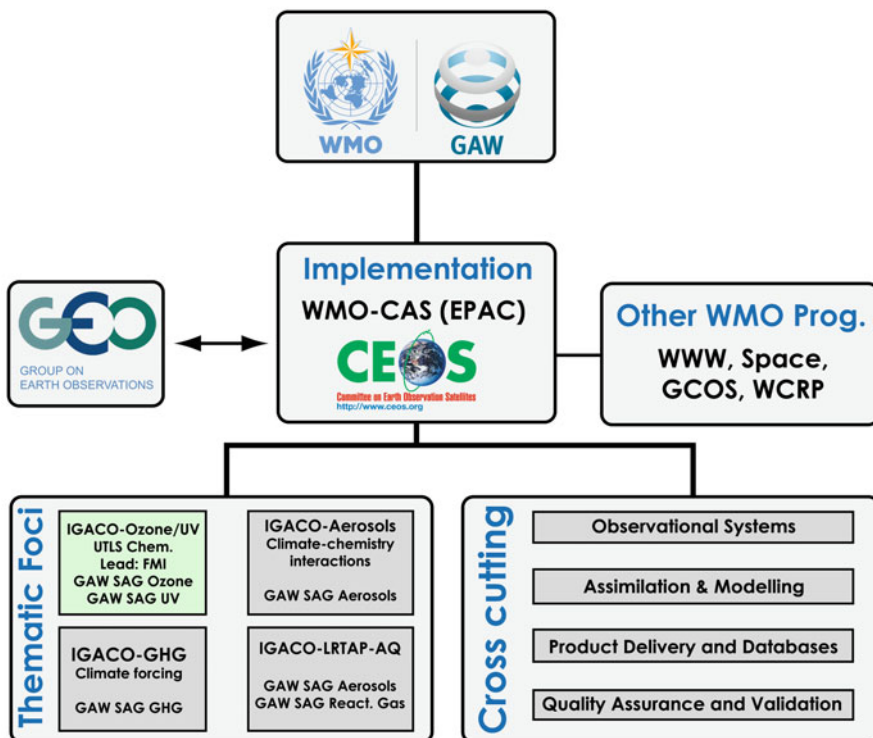 WMO
GAW
Implementation
WMO-CAS (EPAC)
CEOS
Committee on Earth Observation Satellites
http://www.ceos.org
GEO
GROUP ON
EARTH OBSERVATIONS
Other WMO Prog.
WWW, Space,
GCOS, WCRP
Thematic Foci
IGACO-Ozone/UV
UTLS Chem.
Lead: FMI
GAW SAG Ozone
GAW SAG UV
IGACO-Aerosols
Climate-chemistry
interactions
GAW SAG Aerosols
IGACO-GHG
Climate forcing
GAW SAG GHG
IGACO-LRTAP-AQ
GAW SAG Aerosols
GAW SAG React. Gas
Cross cutting
Observational Systems
Assimilation & Modelling
Product Delivery and Databases
Quality Assurance and Validation